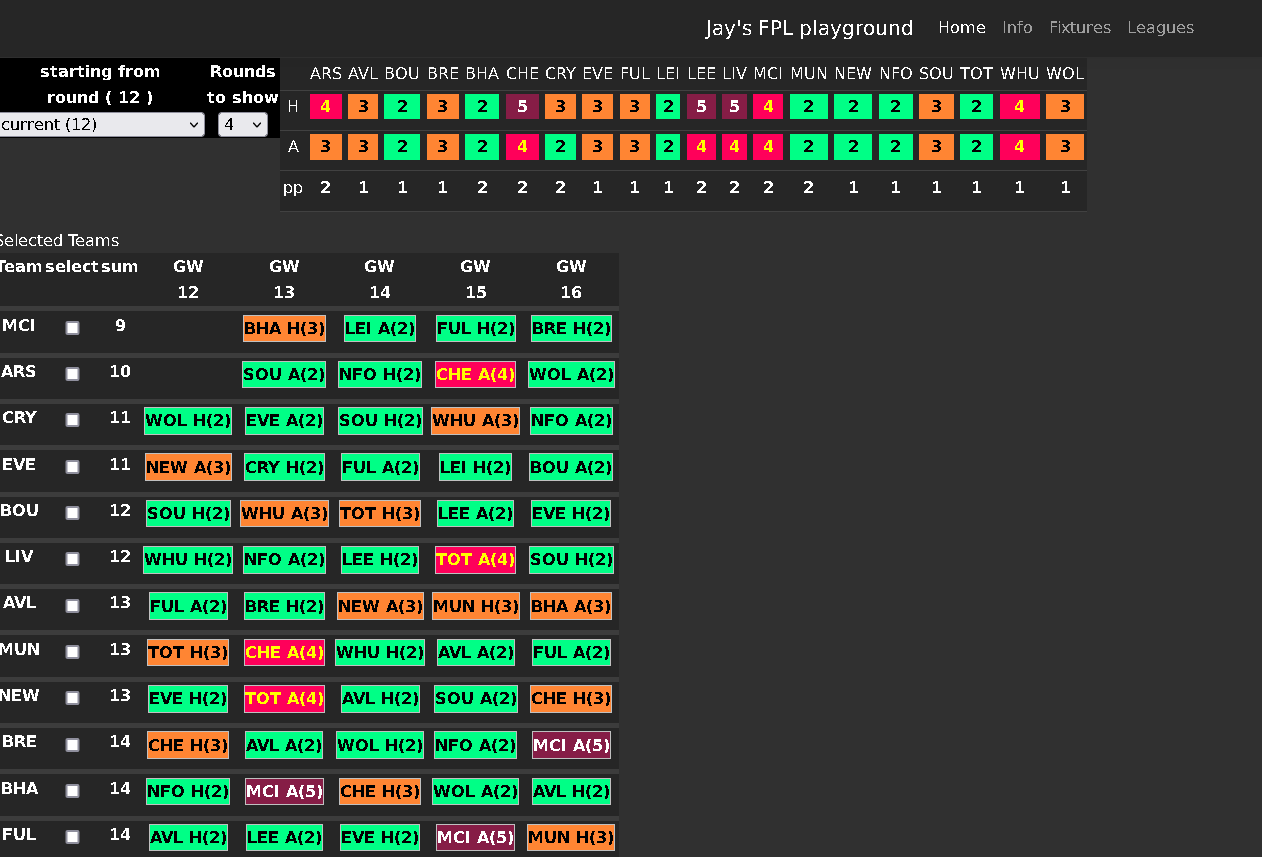 Jay's FPL playground Home Info Fixtures Leagues
starting from round ( 12 ) Rounds to show
current (12) 4
ARS AVL BOU BRE BHA CHE CRY EVE FUL LEI LEE LIV MCI MUN NEW NFO SOU TOT WHU WOL
H 4 3 2 3 2 5 3 3 3 2 5 5 4 2 2 2 3 2 4 3
A 3 3 2 3 2 4 2 3 3 2 4 4 4 2 2 2 3 2 4 3
pp 2 1 1 1 2 2 2 1 1 1 2 2 2 2 1 1 1 1 1 1
Selected Teams
Team select sum GW 12 GW 13 GW 14 GW 15 GW 16
MCI 9 BHA H(3) LEI A(2) FUL H(2) BRE H(2)
ARS 10 SOU A(2) NFO H(2) CHE A(4) WOL A(2)
CRY 11 WOL H(2) EVE A(2) SOU H(2) WHU A(3) NFO A(2)
EVE 11 NEW A(3) CRY H(2) FUL A(2) LEI H(2) BOU A(2)
BOU 12 SOU H(2) WHU A(3) TOT H(3) LEE A(2) EVE H(2)
LIV 12 WHU H(2) NFO A(2) LEE H(2) TOT A(4) SOU H(2)
AVL 13 FUL A(2) BRE H(2) NEW A(3) MUN H(3) BHA A(3)
MUN 13 TOT H(3) CHE A(4) WHU H(2) AVL A(2) FUL A(2)
NEW 13 EVE H(2) TOT A(4) AVL H(2) SOU A(2) CHE H(3)
BRE 14 CHE H(3) AVL A(2) WOL H(2) NFO A(2) MCI A(5)
BHA 14 NFO H(2) MCI A(5) CHE H(3) WOL A(2) AVL H(2)
FUL 14 AVL H(2) LEE A(2) EVE H(2) MCI A(5) MUN H(3)